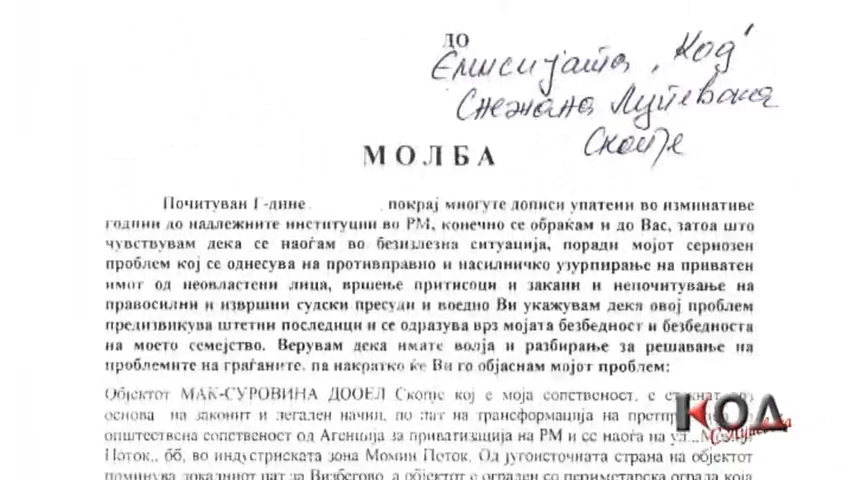 ДО
Емисијата „Код"
Снежана Лупевска
Скопје
МОЛБА
Почитуван Г-дине покрај многуте дописи упатени во изминативе
години до надлежните институции во РМ, конечно се обраќам и до Вас, затоа што
чувствувам дека се наоѓам во безизлезна ситуација, поради мојот сериозен
проблем кој се однесува на противправно и насилничко узурпирање на приватен
имот од неовластени лица, вршење притисоци и закани и непочитување на
правосилни и извршни судски пресуди и воедно Ви укажувам дека овој проблем
предизвикува штетни последици и се одразува врз мојата безбедност и безбедноста
на моето семејство. Верувам дека имате волја и разбирање за решавање на
проблемите на граѓаните, па накратко ќе Ви го објаснам мојот проблем:
Објектот МАК-СУРОВИНА ДООЕЛ Скопје кој е моја сопственост, е
основа на законит и легален начин, по пат на трансформација на
општествена сопственост од Агенција за приватизација на РМ и се наоѓа на ул.
Поток,, бб, во индустриската зона Момин Поток. Од југоисточната страна на објектот
поминува локалниот пат за Визбегово, а објектот е ограден со периметарска ограда која
КОД
С.Лупевска